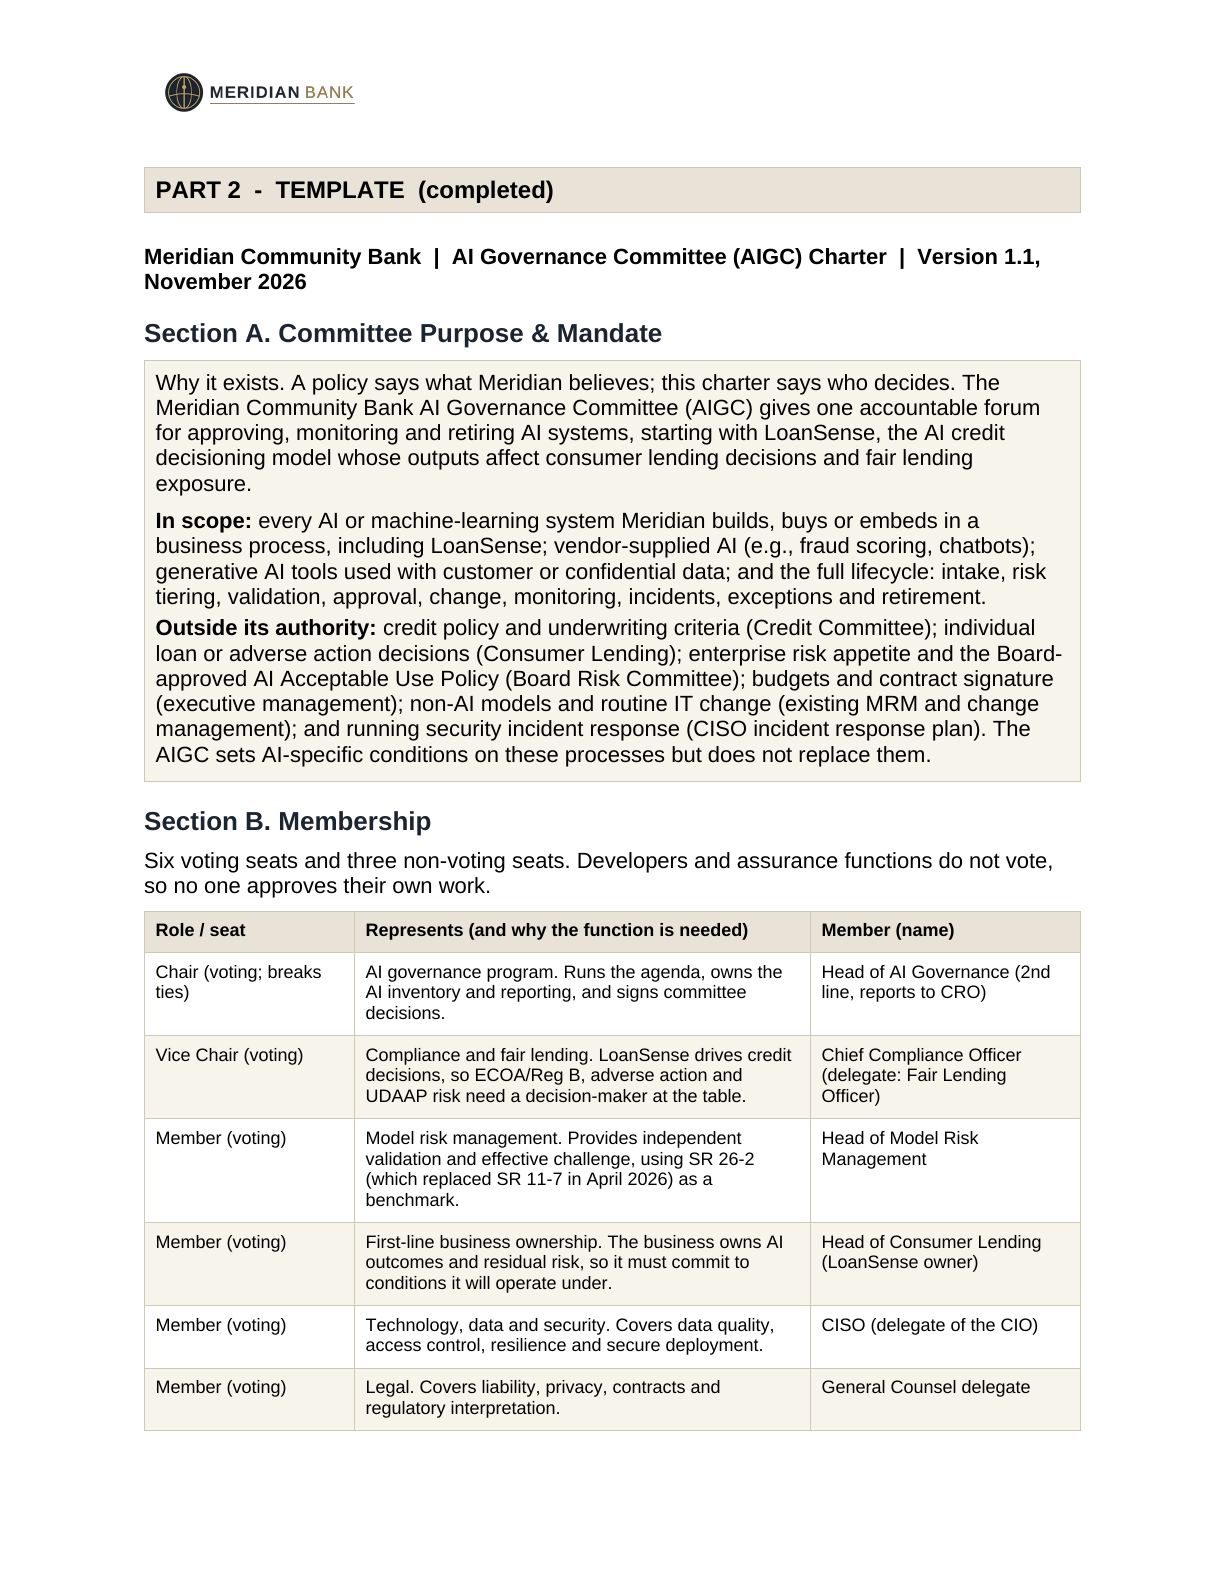 MERIDIAN BANK
PART 2 - TEMPLATE (completed)
Meridian Community Bank | AI Governance Committee (AIGC) Charter | Version 1.1,
November 2026
Section A. Committee Purpose & Mandate
Why it exists. A policy says what Meridian believes; this charter says who decides. The
Meridian Community Bank AI Governance Committee (AIGC) gives one accountable forum
for approving, monitoring and retiring AI systems, starting with LoanSense, the AI credit
decisioning model whose outputs affect consumer lending decisions and fair lending
exposure.
In scope: every AI or machine-learning system Meridian builds, buys or embeds in a
business process, including LoanSense; vendor-supplied AI (e.g., fraud scoring, chatbots);
generative AI tools used with customer or confidential data; and the full lifecycle: intake, risk
tiering, validation, approval, change, monitoring, incidents, exceptions and retirement.
Outside its authority: credit policy and underwriting criteria (Credit Committee); individual
loan or adverse action decisions (Consumer Lending); enterprise risk appetite and the Board-
approved AI Acceptable Use Policy (Board Risk Committee); budgets and contract signature
(executive management); non-AI models and routine IT change (existing MRM and change
management); and running security incident response (CISO incident response plan). The
AIGC sets AI-specific conditions on these processes but does not replace them.
Section B. Membership
Six voting seats and three non-voting seats. Developers and assurance functions do not vote,
so no one approves their own work.
Role / seat
Represents (and why the function is needed)
Member (name)
Chair (voting; breaks
ties)
AI governance program. Runs the agenda, owns the
AI inventory and reporting, and signs committee
decisions.
Head of AI Governance (2nd
line, reports to CRO)
Vice Chair (voting)
Compliance and fair lending. LoanSense drives credit
decisions, so ECOA/Reg B, adverse action and
UDAAP risk need a decision-maker at the table.
Chief Compliance Officer
(delegate: Fair Lending
Officer)
Member (voting)
Model risk management. Provides independent
validation and effective challenge, using SR 26-2
(which replaced SR 11-7 in April 2026) as a
benchmark.
Head of Model Risk
Management
Member (voting)
First-line business ownership. The business owns AI
outcomes and residual risk, so it must commit to
conditions it will operate under.
Head of Consumer Lending
(LoanSense owner)
Member (voting)
Technology, data and security. Covers data quality,
access control, resilience and secure deployment.
CISO (delegate of the CIO)
Member (voting)
Legal. Covers liability, privacy, contracts and
regulatory interpretation.
General Counsel delegate